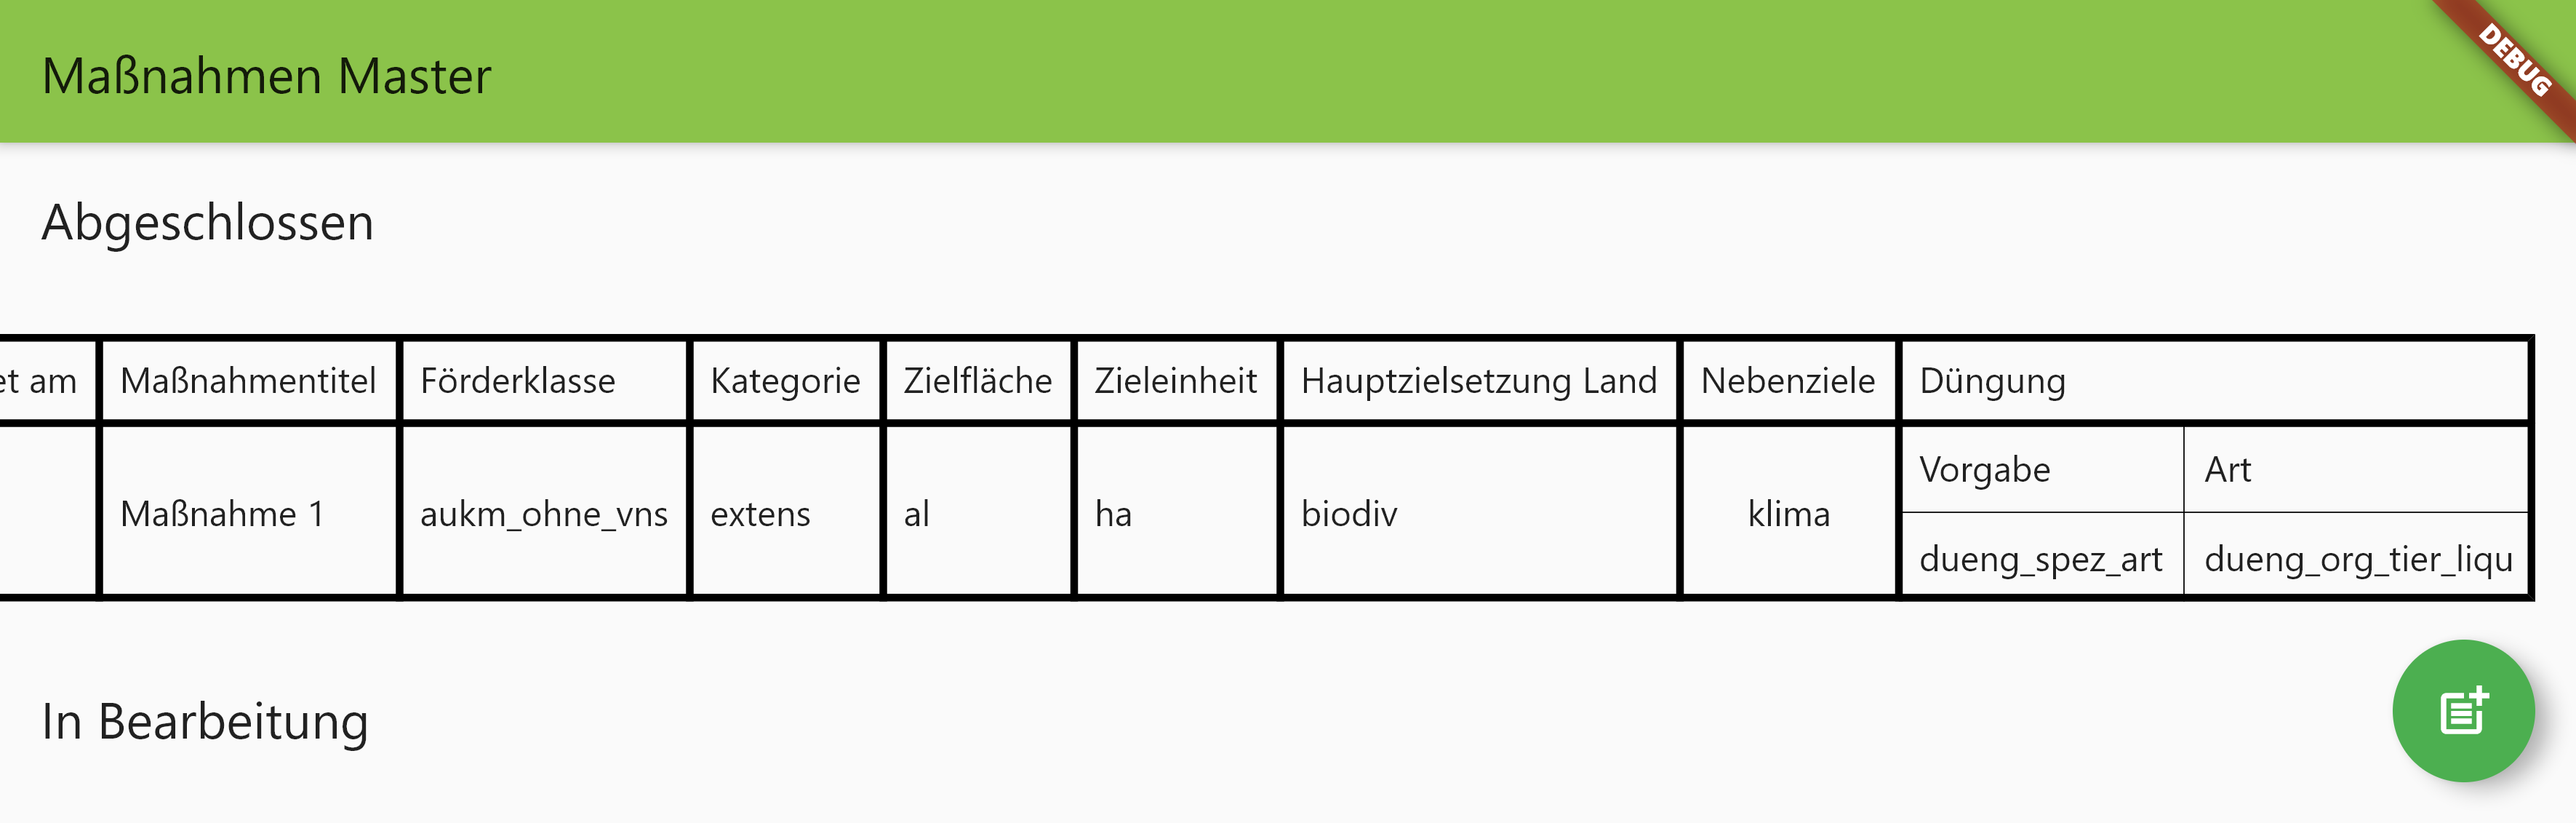 Maßnahmen Master
DEBUG
Abgeschlossen
et am Maßnahmentitel Förderklasse Kategorie Zielfläche Zieleinheit Hauptzielsetzung Land Nebenziele Düngung
Vorgabe Art
Maßnahme 1 aukm_ohne_vns extens al ha biodiv klima
dueng_spez_art dueng_org_tier_liqu
In Bearbeitung